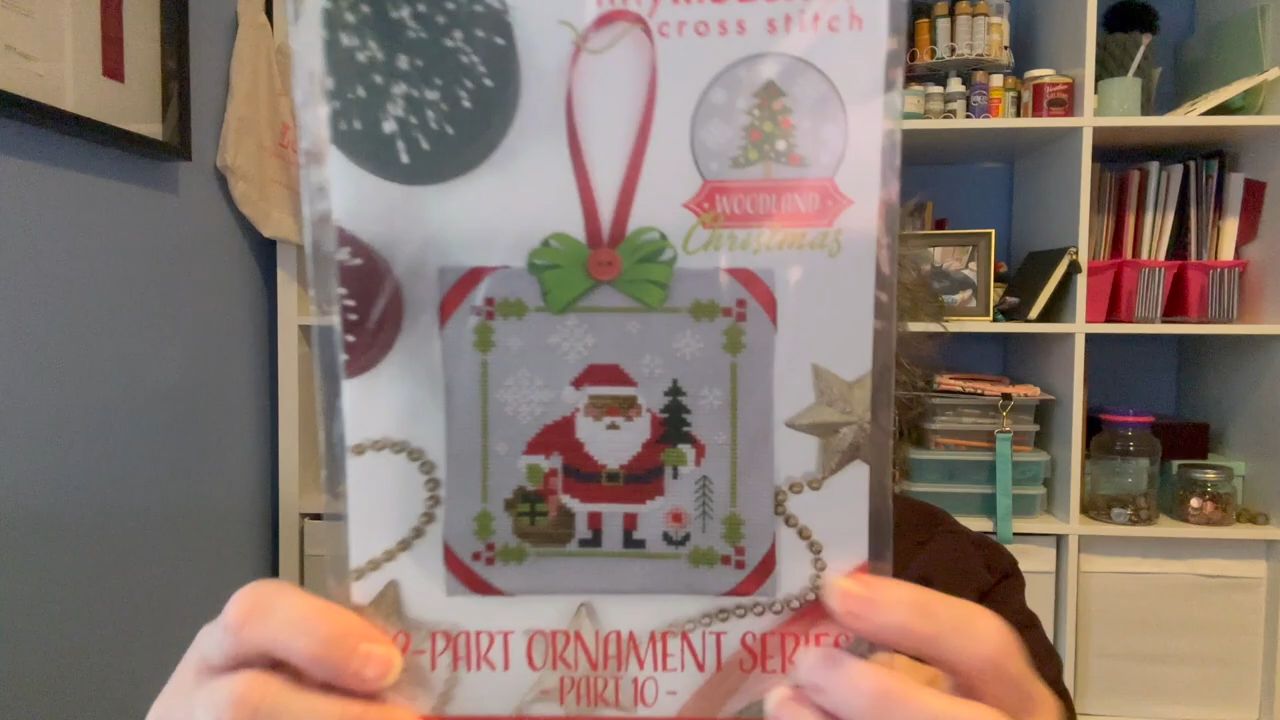 cross stitch
WOODLAND
Christmas
-PART ORNAMENT SERIES
- PART 10 -